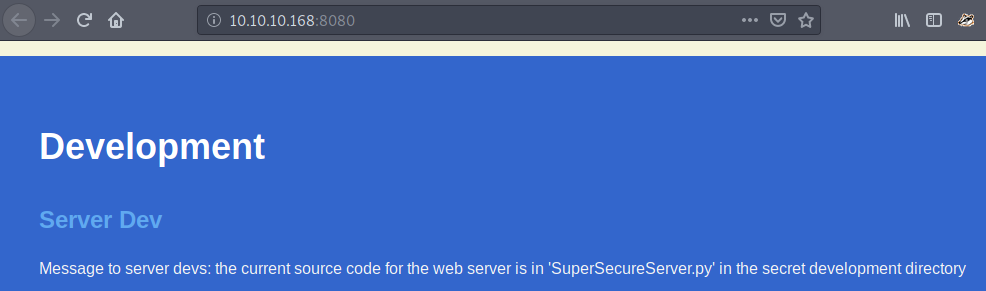 10.10.10.168:8080
Development
Server Dev
Message to server devs: the current source code for the web server is in 'SuperSecureServer.py' in the secret development directory